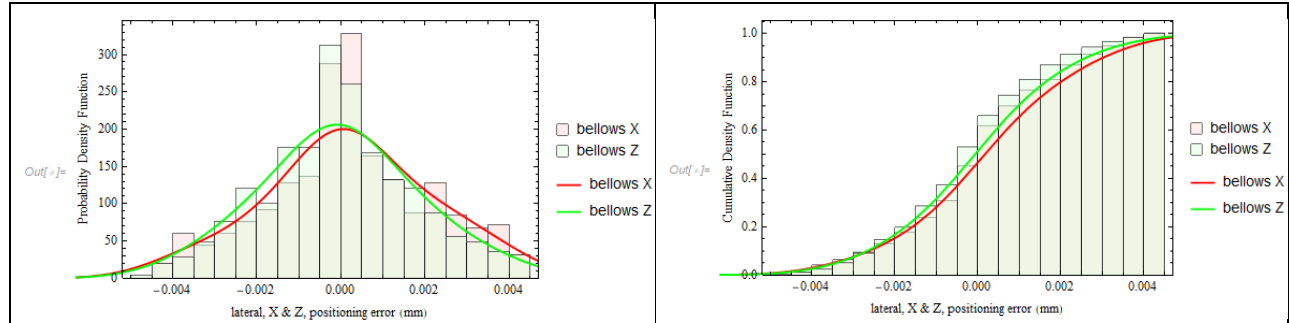 Out[ ]=
Probability Density Function
300
250
200
150
100
50
0
−0.004
−0.002
0.000
0.002
0.004
lateral, X & Z, positioning error (mm)
bellows X
bellows Z
bellows X
bellows Z
Out[ ]=
Cumulative Density Function
1.0
0.8
0.6
0.4
0.2
0.0
−0.004
−0.002
0.000
0.002
0.004
lateral, X & Z, positioning error (mm)
bellows X
bellows Z
bellows X
bellows Z